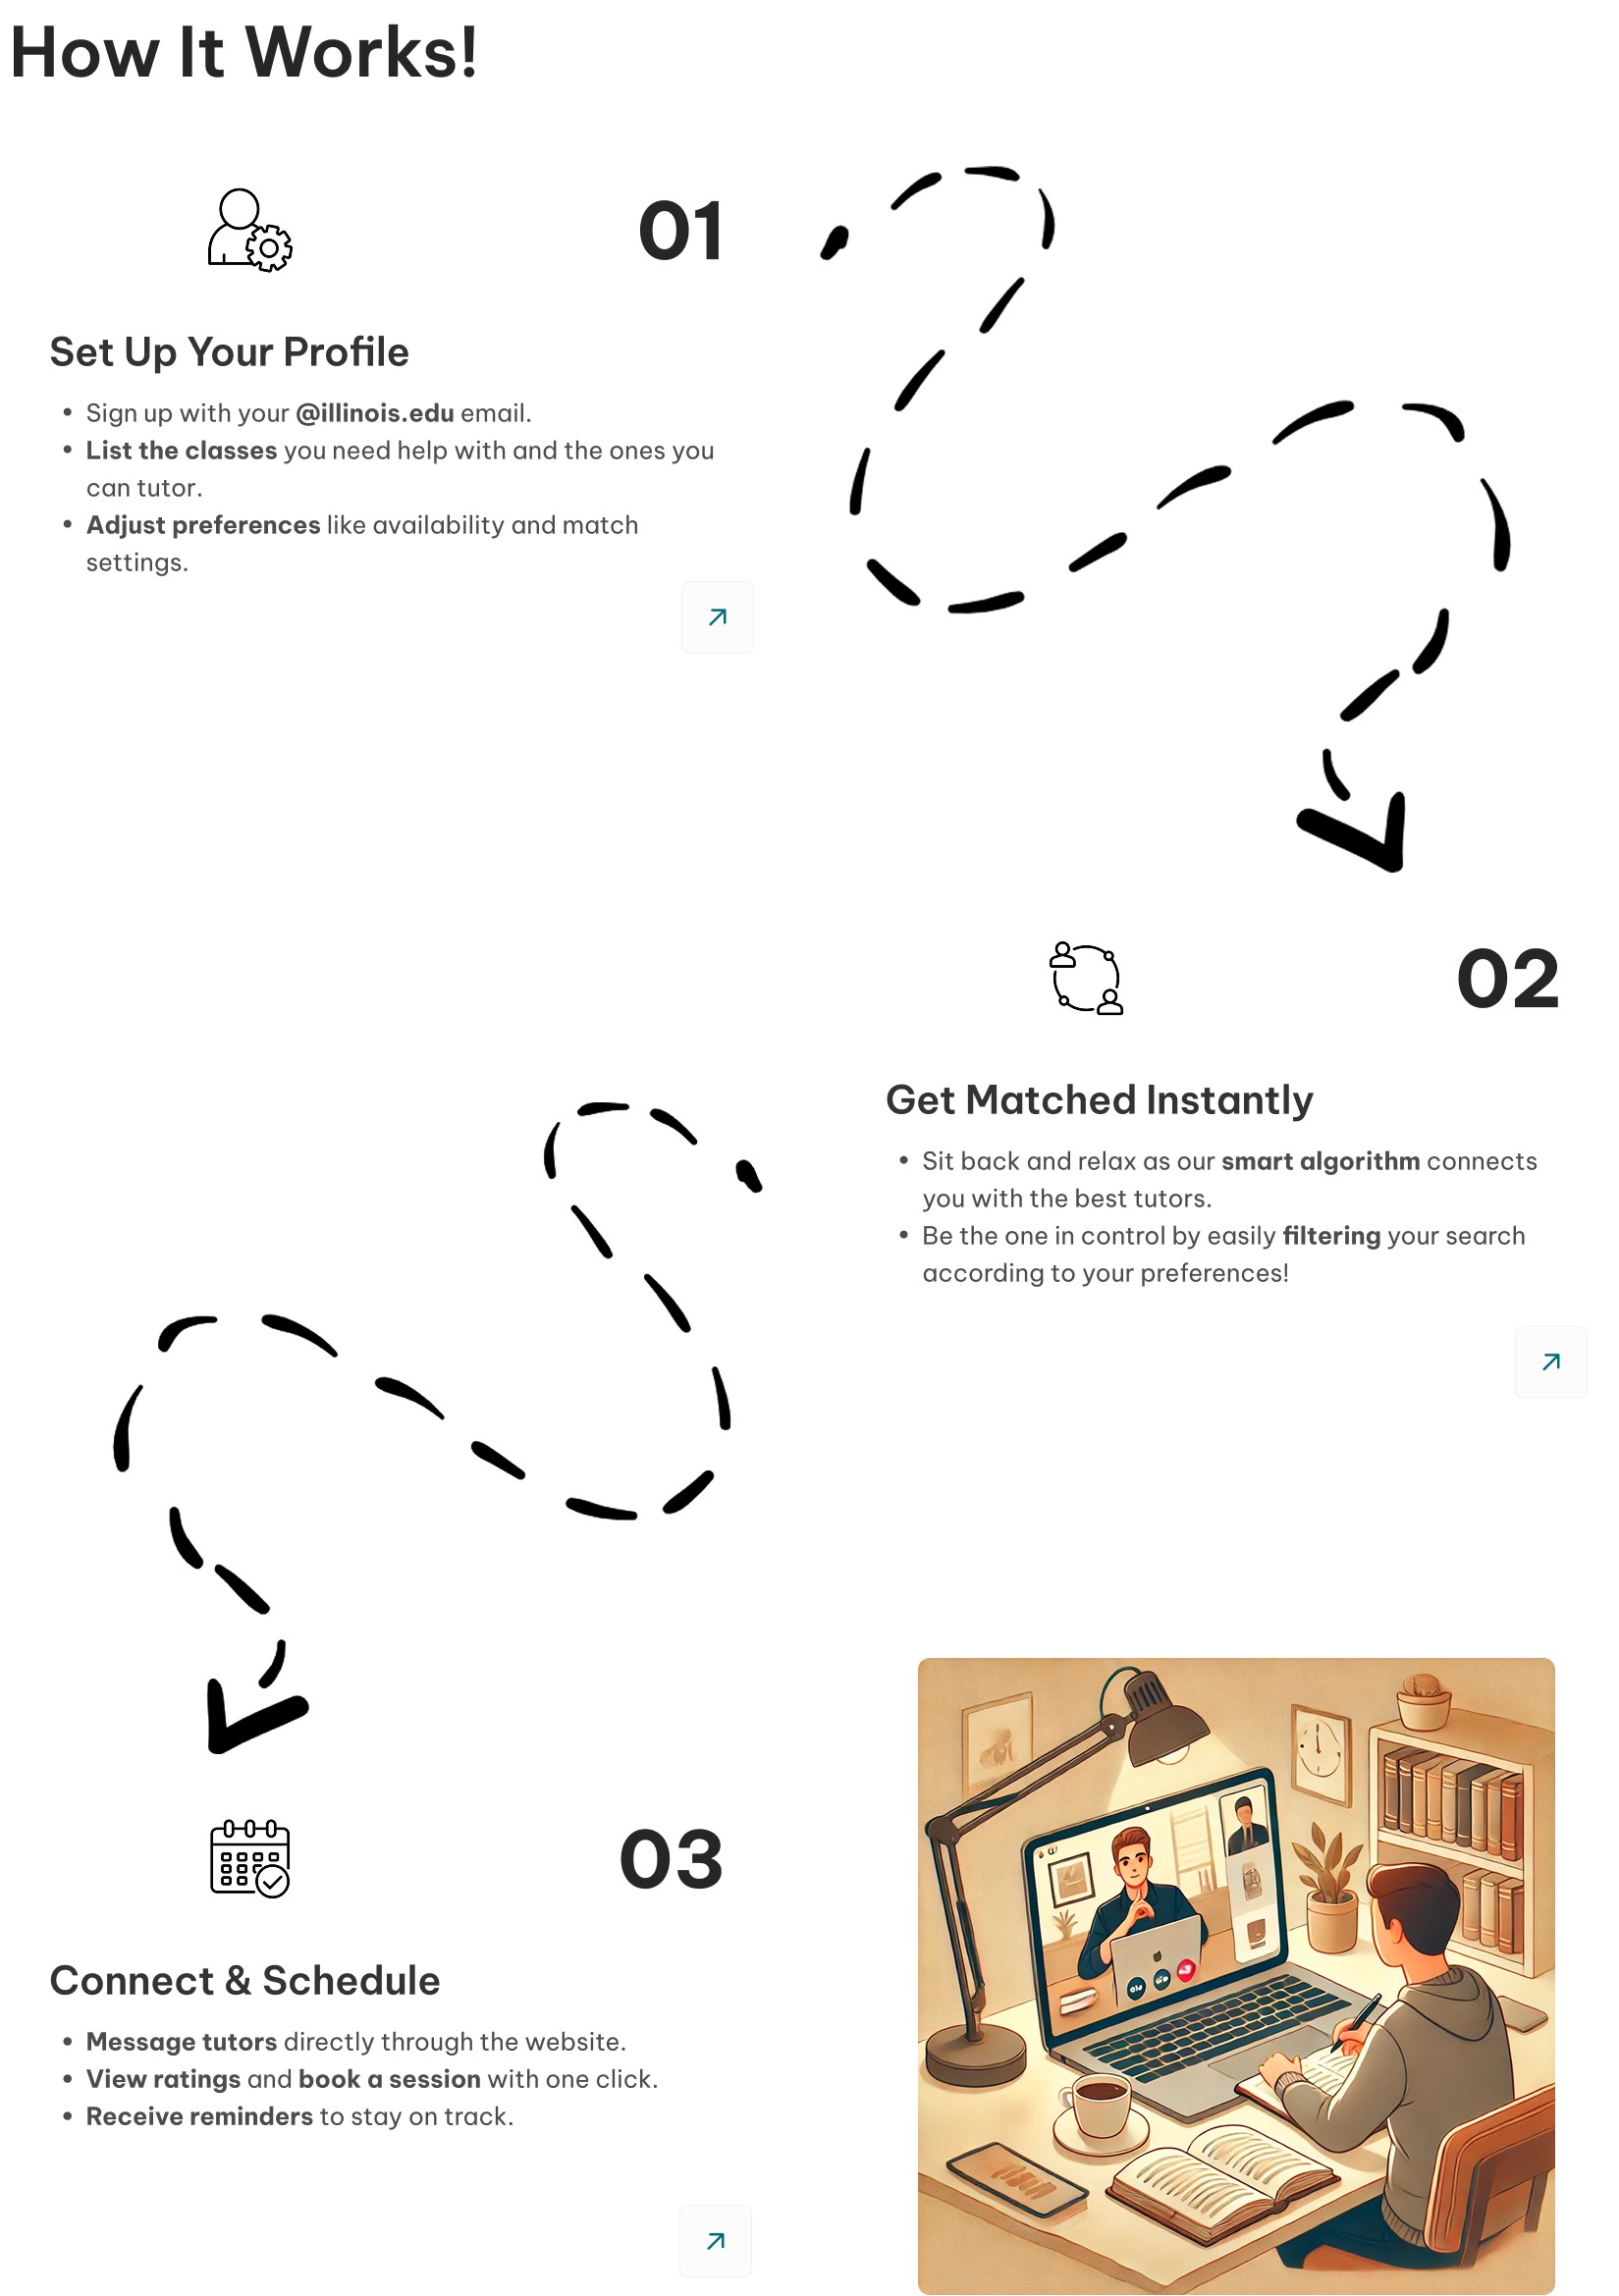 How It Works!
01
Set Up Your Profile
• Sign up with your @illinois.edu email.
• List the classes you need help with and the ones you
can tutor.
• Adjust preferences like availability and match
settings.
02
Get Matched Instantly
• Sit back and relax as our smart algorithm connects
you with the best tutors.
• Be the one in control by easily filtering your search
according to your preferences!
03
Connect & Schedule
• Message tutors directly through the website.
• View ratings and book a session with one click.
• Receive reminders to stay on track.